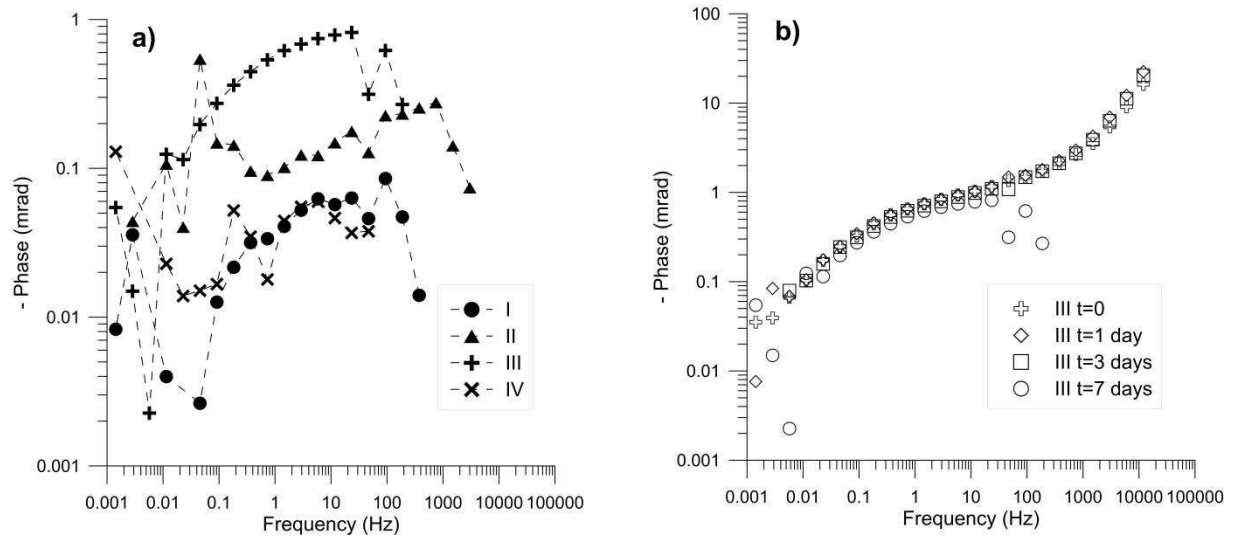 a)
1
0.1
0.01
0.001
- Phase (mrad)
0.001 0.01 0.1 1 10 100 1000 10000 100000
Frequency (Hz)
I
II
III
IV
b)
100
10
1
0.1
0.01
0.001
- Phase (mrad)
0.001 0.01 0.1 1 10 100 1000 10000 100000
Frequency (Hz)
III t=0
III t=1 day
III t=3 days
III t=7 days